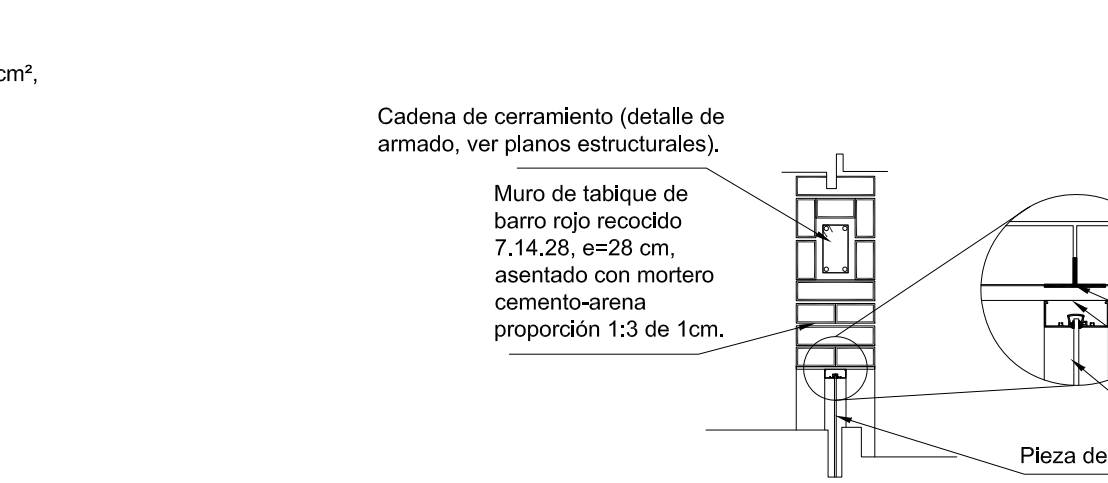 cm²,
Cadena de cerramiento (detalle de
armado, ver planos estructurales).
Muro de tabique de
barro rojo recocido
7.14.28, e=28 cm,
asentado con mortero
cemento-arena
proporción 1:3 de 1cm.
Pieza de